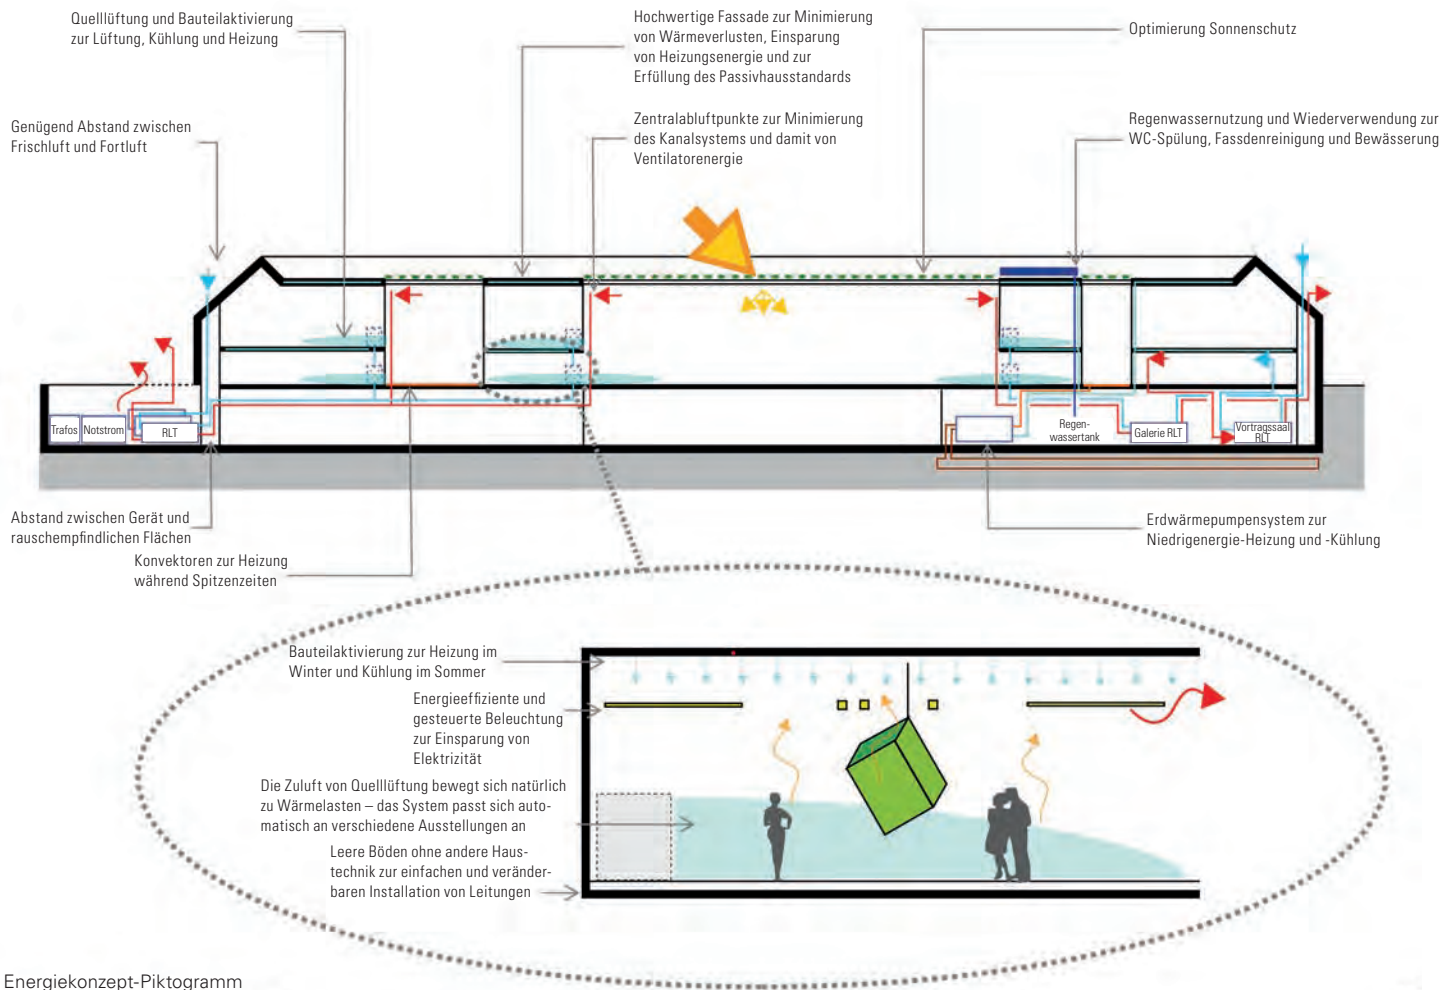 Quelllüftung und Bauteilaktivierung
zur Lüftung, Kühlung und Heizung
Hochwertige Fassade zur Minimierung
von Wärmeverlusten, Einsparung
von Heizungsenergie und zur
Erfüllung des Passivhausstandards
Optimierung Sonnenschutz
Genügend Abstand zwischen
Frischluft und Fortluft
Zentralabluftpunkte zur Minimierung
des Kanalsystems und damit von
Ventilatorenergie
Regenwassernutzung und Wiederverwendung zur
WC-Spülung, Fassdenreinigung und Bewässerung
Trafos
Notstrom
RLT
Regen-
wassertank
Galerie RLT
Vortragssaal
RLT
Abstand zwischen Gerät und
rauschempfindlichen Flächen
Konvektoren zur Heizung
während Spitzenzeiten
Erdwärmepumpensystem zur
Niedrigenergie-Heizung und -Kühlung
Bauteilaktivierung zur Heizung im
Winter und Kühlung im Sommer
Energieeffiziente und
gesteuerte Beleuchtung
zur Einsparung von
Elektrizität
Die Zuluft von Quelllüftung bewegt sich natürlich
zu Wärmelasten – das System passt sich auto-
matisch an verschiedene Ausstellungen an
Leere Böden ohne andere Haus-
technik zur einfachen und veränder-
baren Installation von Leitungen
Energiekonzept-Piktogramm